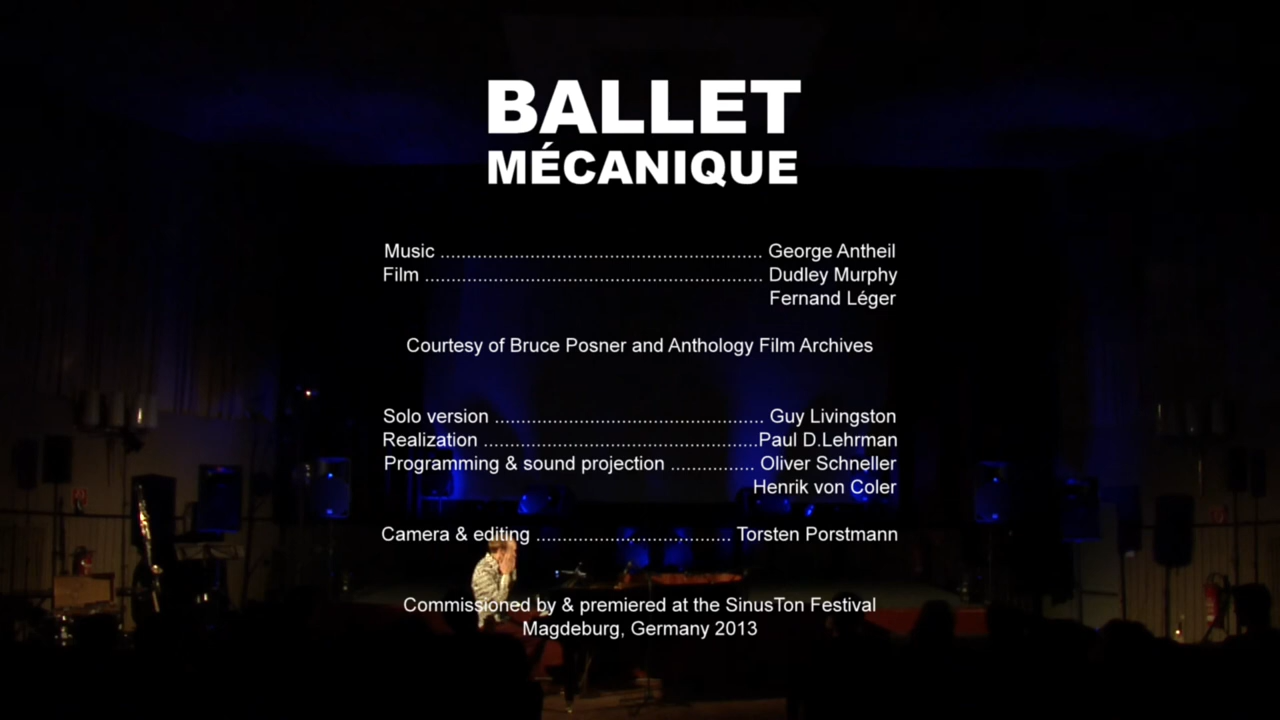 BALLET
MÉCANIQUE
Music .............................................................. George Antheil
Film ................................................................. Dudley Murphy
Fernand Léger
Courtesy of Bruce Posner and Anthology Film Archives
Solo version .................................................... Guy Livingston
Realization .....................................................Paul D.Lehrman
Programming & sound projection ................ Oliver Schneller
Henrik von Coler
Camera & editing ..................................... Torsten Porstmann
Commissioned by & premiered at the SinusTon Festival
Magdeburg, Germany 2013